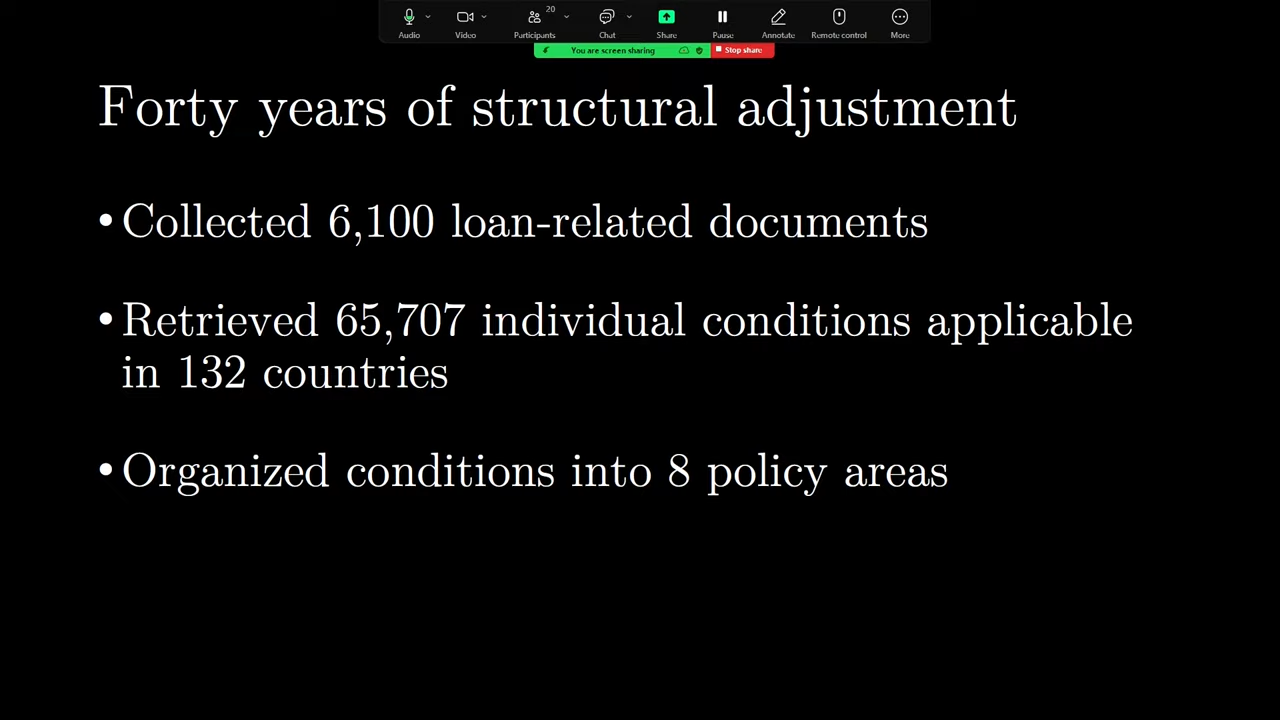 20
Audio Video Participants Chat Share Pause Annotate Remote control More
You are screen sharing Stop share
Forty years of structural adjustment
• Collected 6,100 loan-related documents
• Retrieved 65,707 individual conditions applicable
in 132 countries
• Organized conditions into 8 policy areas